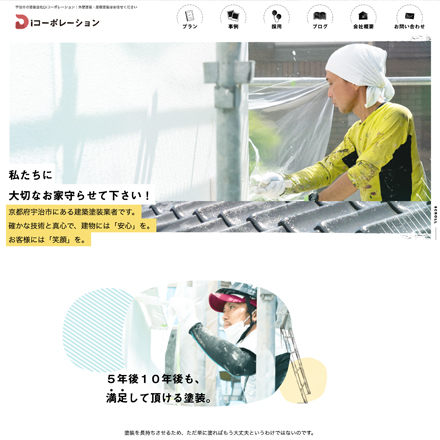 宇治市の塗装会社はiコーポレーション｜外壁塗装・屋根塗装はお任せください
iコーポレーション
プラン
事例
採用
ブログ
会社概要
お問い合わせ
私たちに
大切なお家守らせて下さい！
京都府宇治市にある建築塗装業者です。
確かな技術と真心で、建物には「安心」を。
お客様には「笑顔」を。
SCROLL
５年後１０年後も、
満足して頂ける塗装。
塗装を長持ちさせるため、ただ単に塗ればもう大丈夫というわけではないのです。